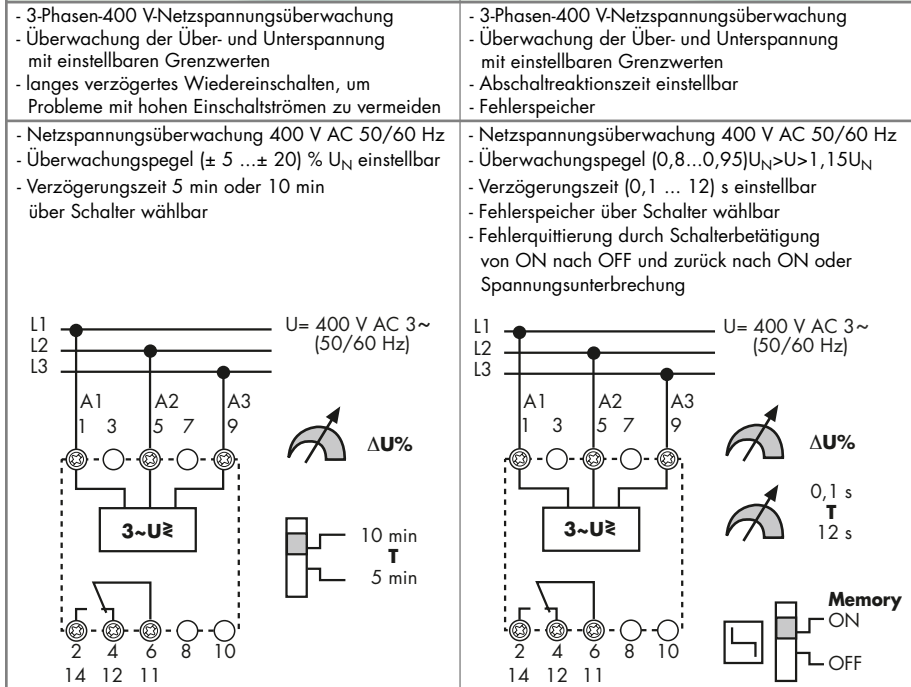 - 3-Phasen-400 V-Netzspannungsüberwachung
- Überwachung der Über- und Unterspannung
mit einstellbaren Grenzwerten
- langes verzögertes Wiedereinschalten, um
Probleme mit hohen Einschaltströmen zu vermeiden
- 3-Phasen-400 V-Netzspannungsüberwachung
- Überwachung der Über- und Unterspannung
mit einstellbaren Grenzwerten
- Abschaltreaktionszeit einstellbar
- Fehlerspeicher
- Netzspannungsüberwachung 400 V AC 50/60 Hz
- Überwachungspegel (± 5 ...± 20) % UN einstellbar
- Verzögerungszeit 5 min oder 10 min
über Schalter wählbar
L1
L2
L3
U= 400 V AC 3~
(50/60 Hz)
A1 A2 A3
1 3 5 7 9
ΔU%
3~U≷
10 min
T
5 min
2 4 6 8 10
14 12 11
- Netzspannungsüberwachung 400 V AC 50/60 Hz
- Überwachungspegel (0,8...0,95)UN>U>1,15UN
- Verzögerungszeit (0,1 ... 12) s einstellbar
- Fehlerspeicher über Schalter wählbar
- Fehlerquittierung durch Schalterbetätigung
von ON nach OFF und zurück nach ON oder
Spannungsunterbrechung
L1
L2
L3
U= 400 V AC 3~
(50/60 Hz)
A1 A2 A3
1 3 5 7 9
ΔU%
0,1 s
T
12 s
3~U≷
Memory
ON
OFF
2 4 6 8 10
14 12 11